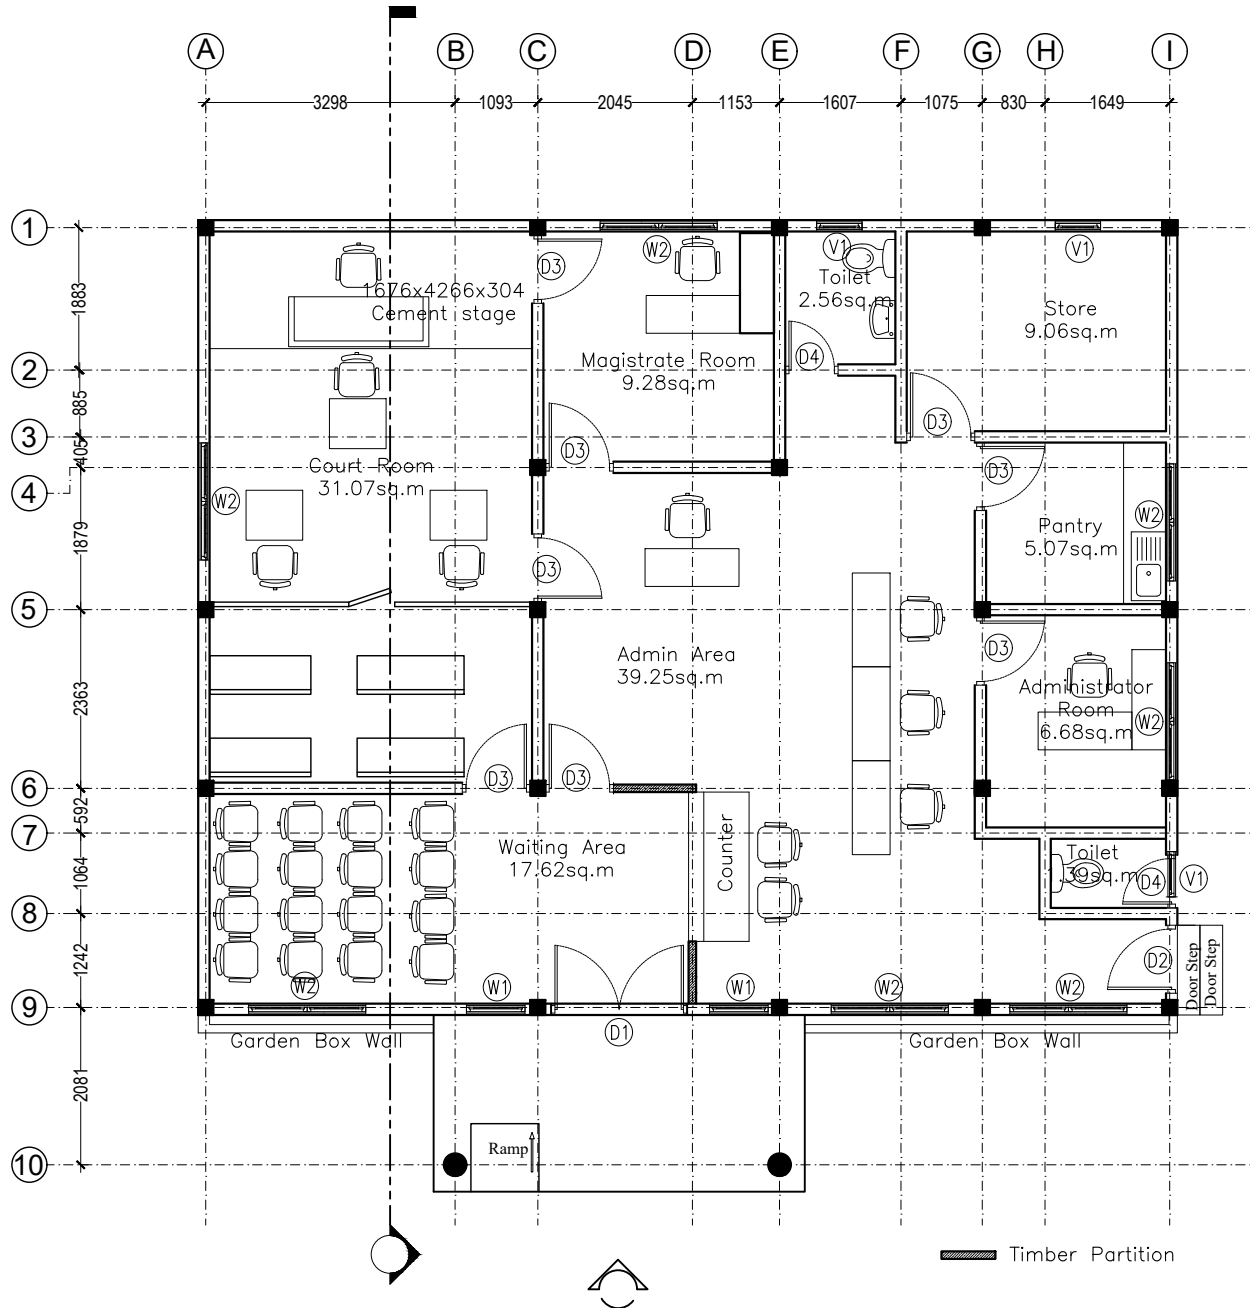 A B C D E F G H I
3298 1093 2045 1153 1607 1075 830 1649
1
2
3
4
5
6
7
8
9
10
1883
885
405
1879
2363
592
1064
1242
2081
D3
W2
V1
V1
Toilet
2.56sq.m
1676x4266x304
Cement stage
Store
9.06sq.m
D4
Magistrate Room
9.28sq.m
D3
D3
Court Room
31.07sq.m
W2
D3
W2
Pantry
5.07sq.m
D3
Admin Area
39.25sq.m
D3
Administrator
Room
6.68sq.m
W2
D3
D3
Waiting Area
17.62sq.m
Counter
Toilet
1.39sq.m
D4
V1
D2
Door Step
Door Step
W2
W1
W1
W2
W2
D1
Garden Box Wall
Garden Box Wall
Ramp
Timber Partition